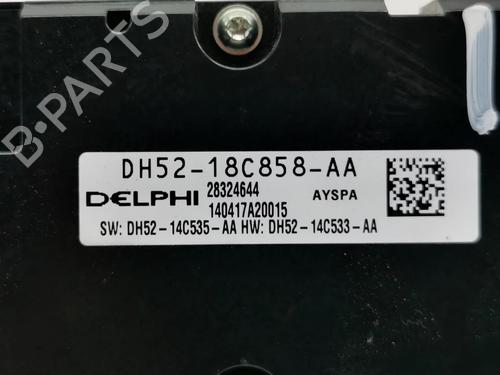 B-PARTS
DH52-18C858-AA
DELPHI 28324644 AYSPA
140417A20015
SW: DH52-14C535-AA HW: DH52-14C533-AA